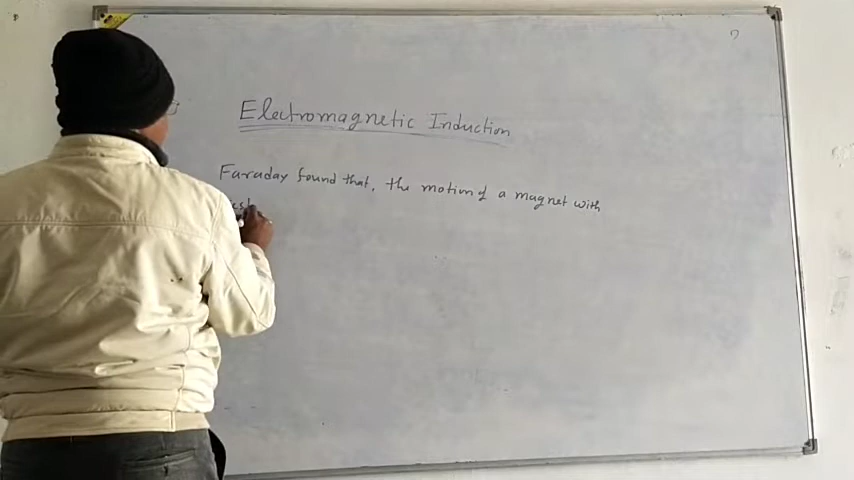 Electromagnetic Induction
Faraday found that, the motion of a magnet with